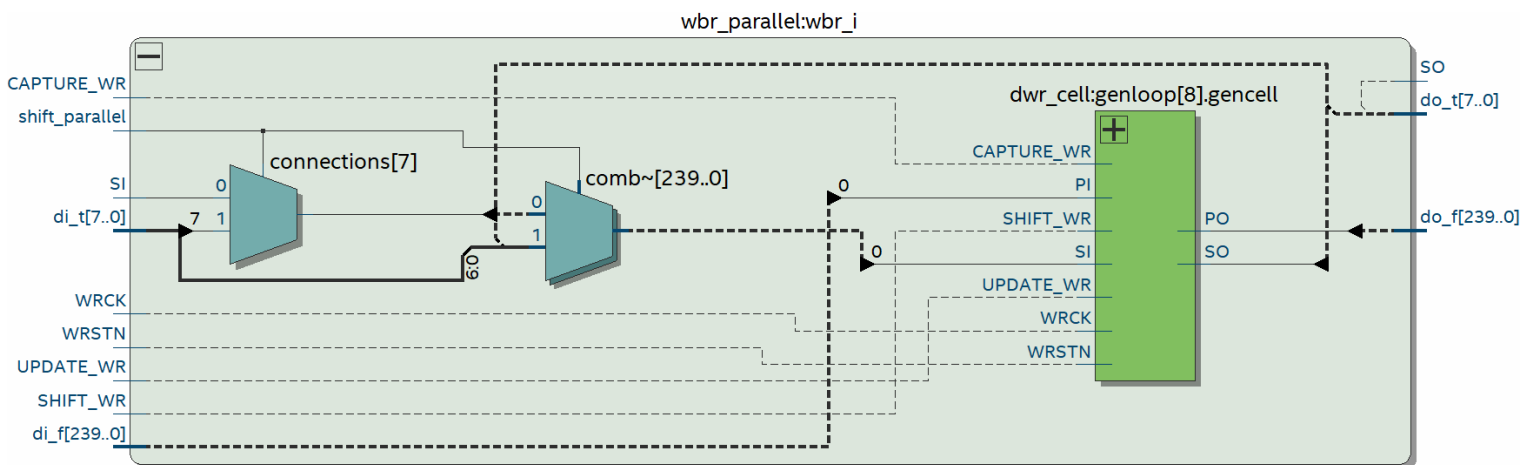 wbr_parallel:wbr_i
CAPTURE_WR
shift_parallel
SI
di_t[7..0]
WRCK
WRSTN
UPDATE_WR
SHIFT_WR
di_f[239..0]
connections[7]
0
1
7
comb~[239..0]
0
1
6:0
0
0
dwr_cell:genloop[8].gencell
CAPTURE_WR
PI
SHIFT_WR
SI
UPDATE_WR
WRCK
WRSTN
PO
SO
SO
do_t[7..0]
do_f[239..0]